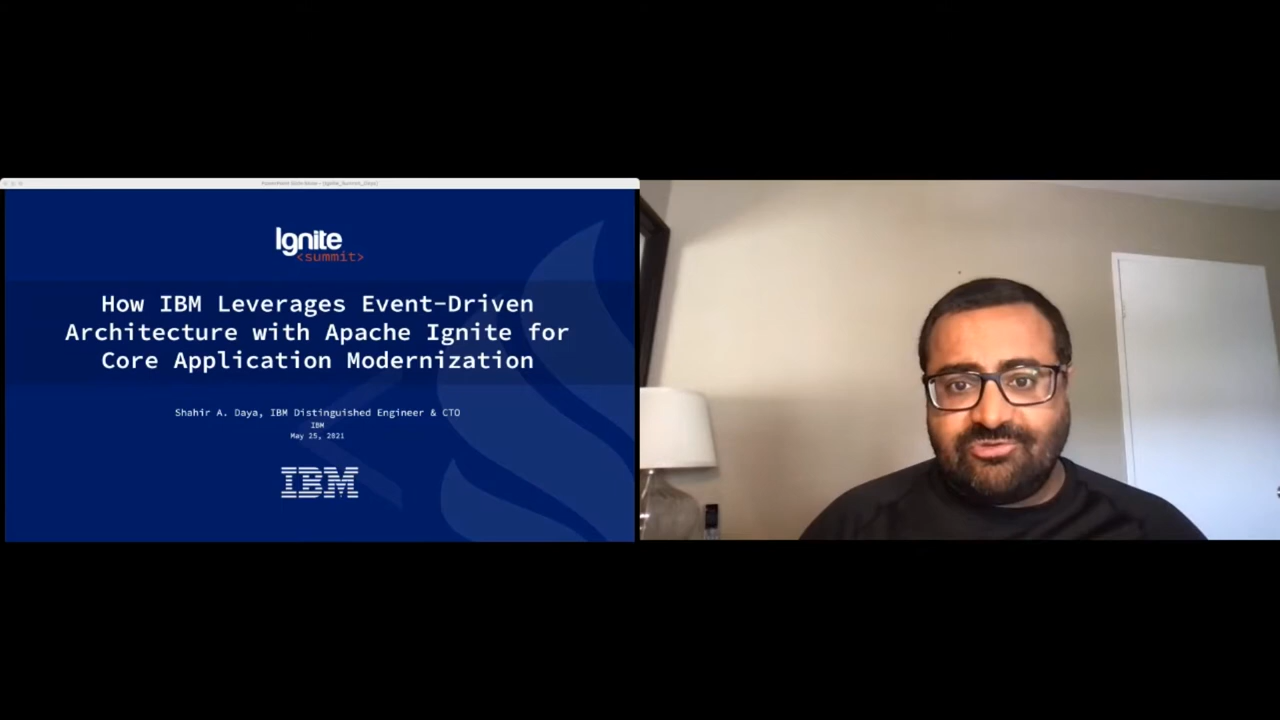 Ignite
<summit>
How IBM Leverages Event-Driven
Architecture with Apache Ignite for
Core Application Modernization
Shahir A. Daya, IBM Distinguished Engineer & CTO
IBM
May 25, 2021
IBM